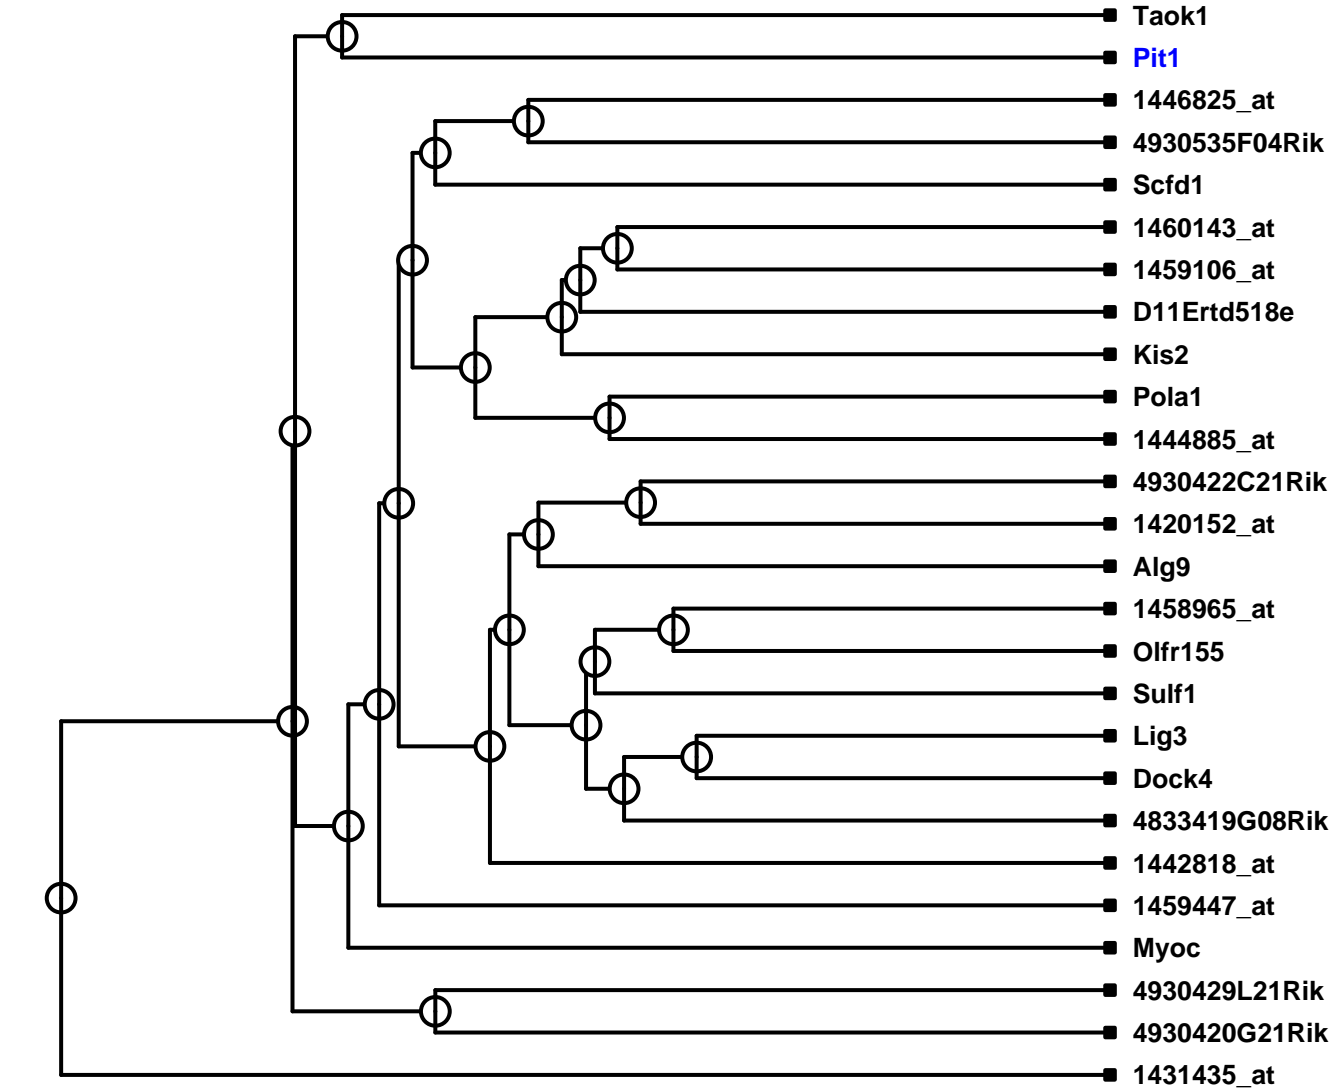 Taok1
Pit1
1446825_at
4930535F04Rik
Scfd1
1460143_at
1459106_at
D11Ertd518e
Kis2
Pola1
1444885_at
4930422C21Rik
1420152_at
Alg9
1458965_at
Olfr155
Sulf1
Lig3
Dock4
4833419G08Rik
1442818_at
1459447_at
Myoc
4930429L21Rik
4930420G21Rik
1431435_at